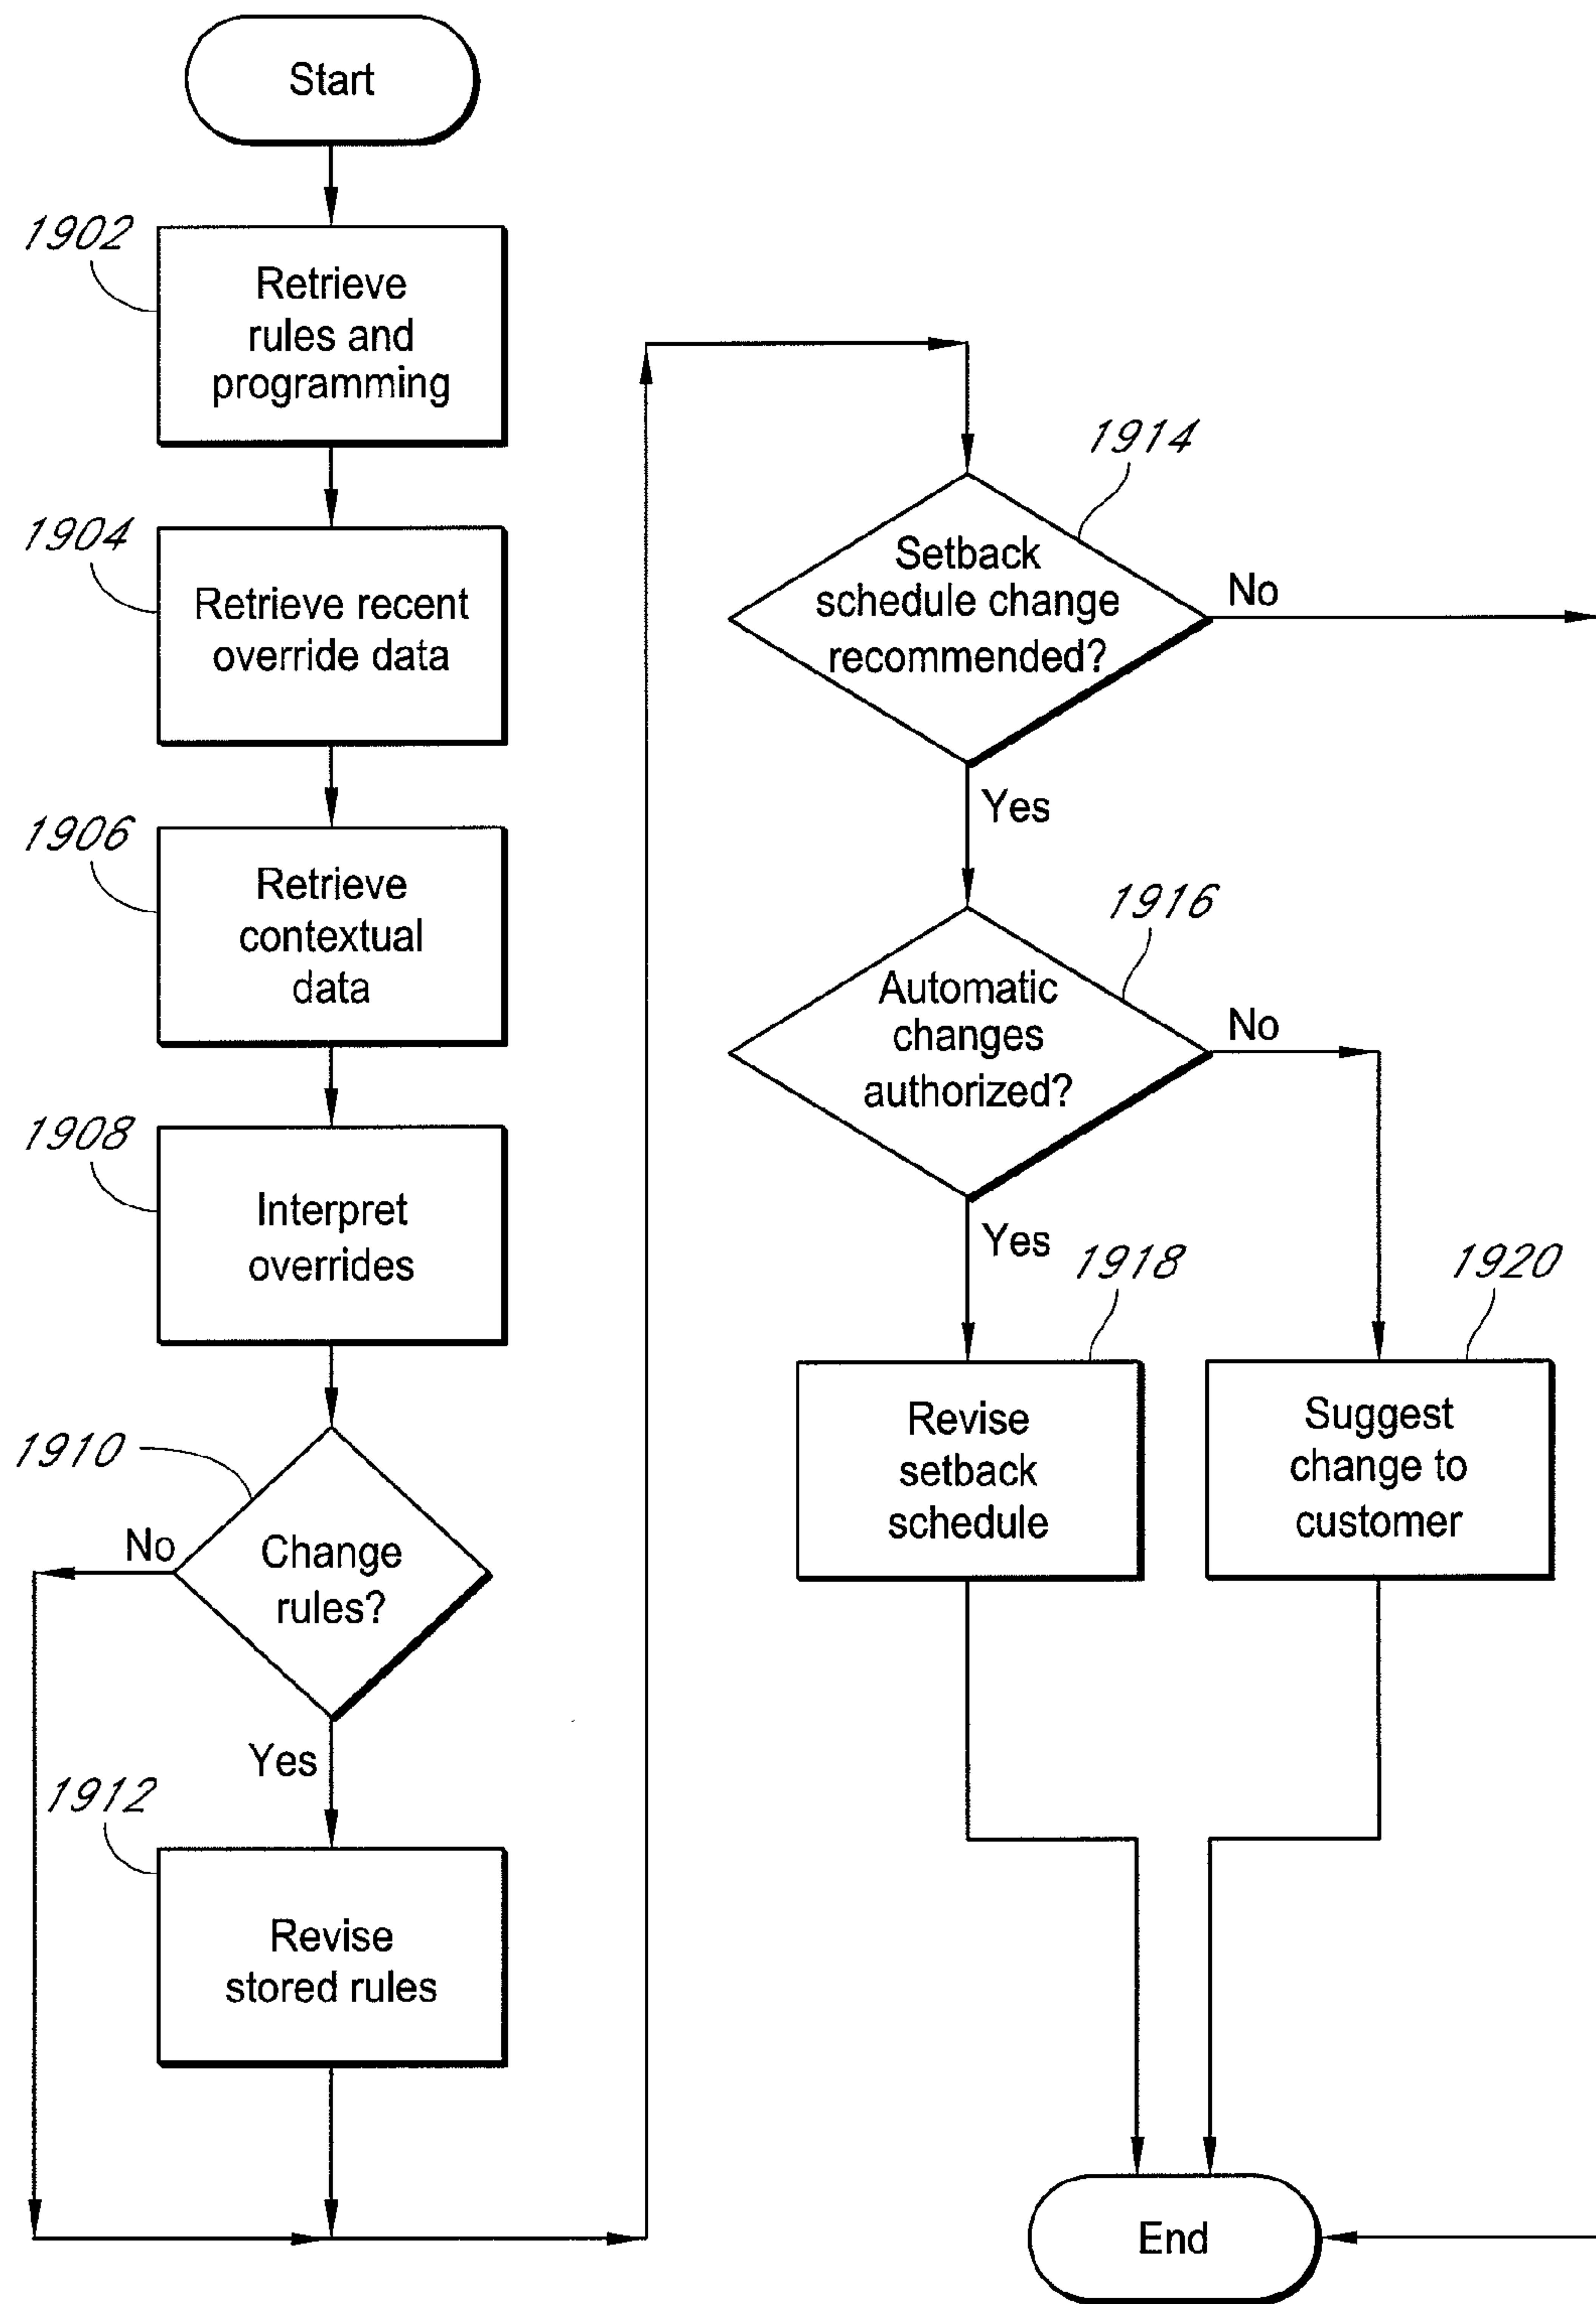 Start
1902
Retrieve
rules and
programming
1904
Retrieve recent
override data
1906
Retrieve
contextual
data
1908
Interpret
overrides
1910
Change
rules?
No
Yes
1912
Revise
stored rules
1914
Setback
schedule change
recommended?
No
Yes
1916
Automatic
changes
authorized?
No
Yes
1918
Revise
setback
schedule
1920
Suggest
change to
customer
End